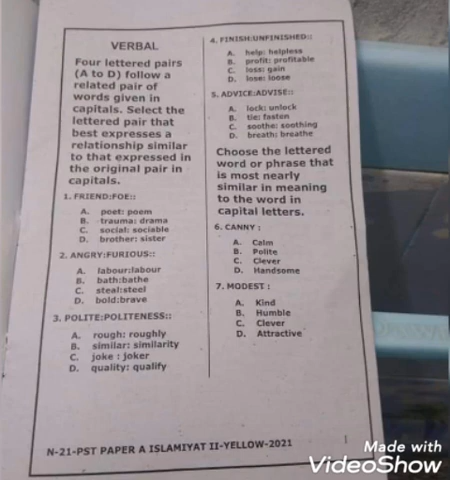 VERBAL
Four lettered pairs
(A to D) follow a
related pair of
words given in
capitals. Select the
lettered pair that
best expresses a
relationship similar
to that expressed in
the original pair in
capitals.
1. FRIEND:FOE::
A. poet: poem
B. trauma: drama
C. social: sociable
D. brother: sister
2. ANGRY:FURIOUS::
A. labour:labour
B. bath:bathe
C. steal:steel
D. bold:brave
3. POLITE:POLITENESS::
A. rough: roughly
B. similar: similarity
C. joke : joker
D. quality: qualify
4. FINISH:UNFINISHED::
A. help: helpless
B. profit: profitable
C. loss: gain
D. lose: loose
5. ADVICE:ADVISE::
A. lock: unlock
B. tie: fasten
C. soothe: soothing
D. breath: breathe
Choose the lettered
word or phrase that
is most nearly
similar in meaning
to the word in
capital letters.
6. CANNY :
A. Calm
B. Polite
C. Clever
D. Handsome
7. MODEST :
A. Kind
B. Humble
C. Clever
D. Attractive
N-21-PST PAPER A ISLAMIYAT II-YELLOW-2021
1
Made with
VideoShow